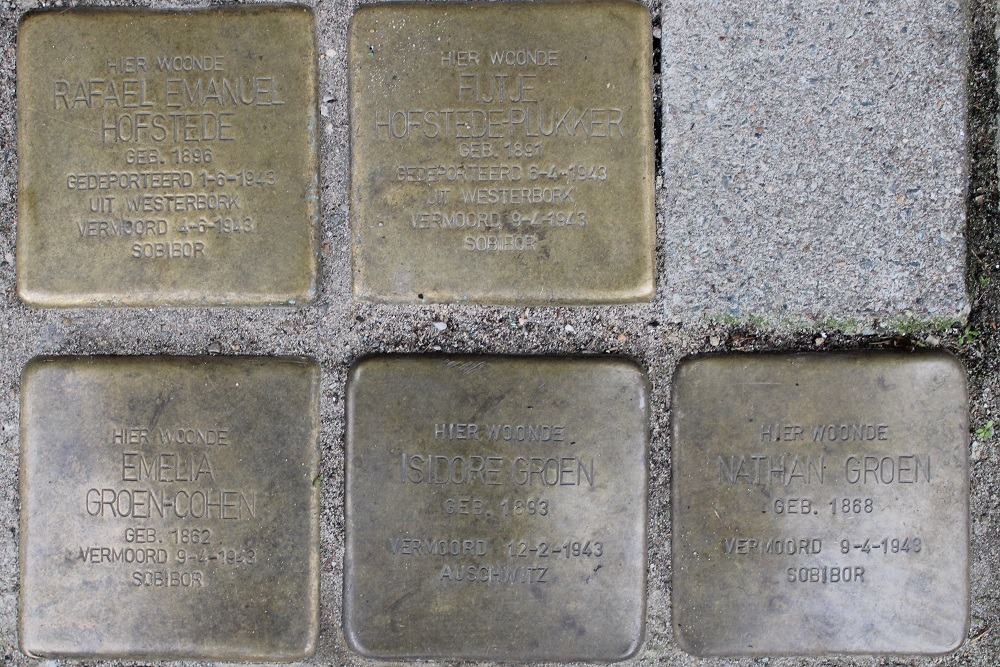 HIER WOONDE
RAFAEL EMANUEL
HOFSTEDE
GEB. 1896
GEDEPORTEERD 1-6-1943
UIT WESTERBORK
VERMOORD 4-6-1943
SOBIBOR
HIER WOONDE
FIJTJE
HOFSTEDE-PLUKKER
GEB. 1891
GEDEPORTEERD 6-4-1943
UIT WESTERBORK
VERMOORD 9-4-1943
SOBIBOR
HIER WOONDE
EMELIA
GROEN-COHEN
GEB. 1862
VERMOORD 9-4-1943
SOBIBOR
HIER WOONDE
ISIDORE GROEN
GEB. 1893
VERMOORD 12-2-1943
AUSCHWITZ
HIER WOONDE
NATHAN GROEN
GEB. 1868
VERMOORD 9-4-1943
SOBIBOR